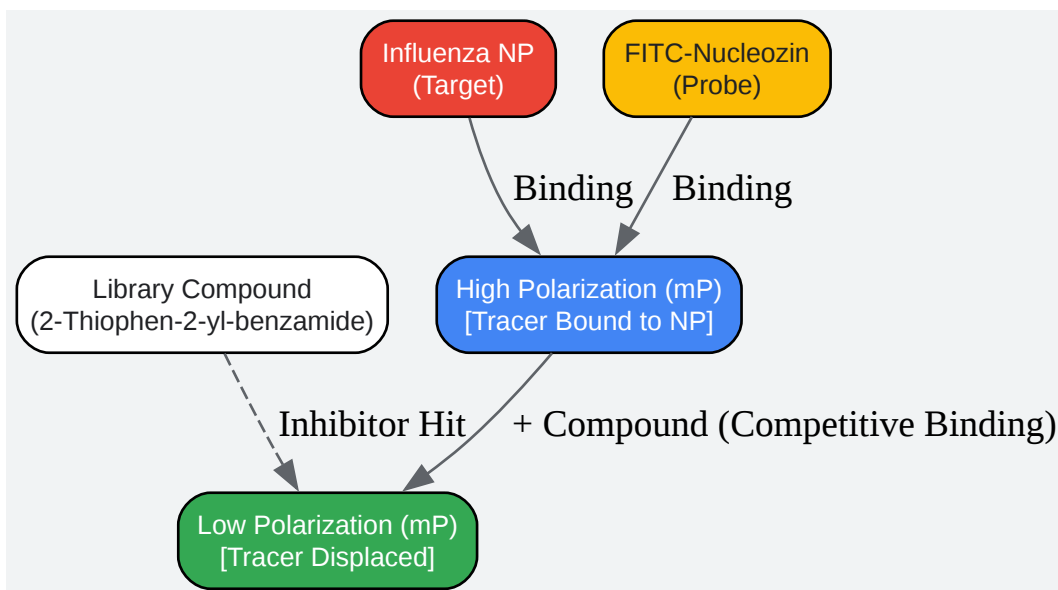 Influenza NP
(Target)
FITC-Nucleozin
(Probe)
Binding
Binding
Library Compound
(2-Thiophen-2-yl-benzamide)
High Polarization (mP)
[Tracer Bound to NP]
Inhibitor Hit
+ Compound (Competitive Binding)
Low Polarization (mP)
[Tracer Displaced]